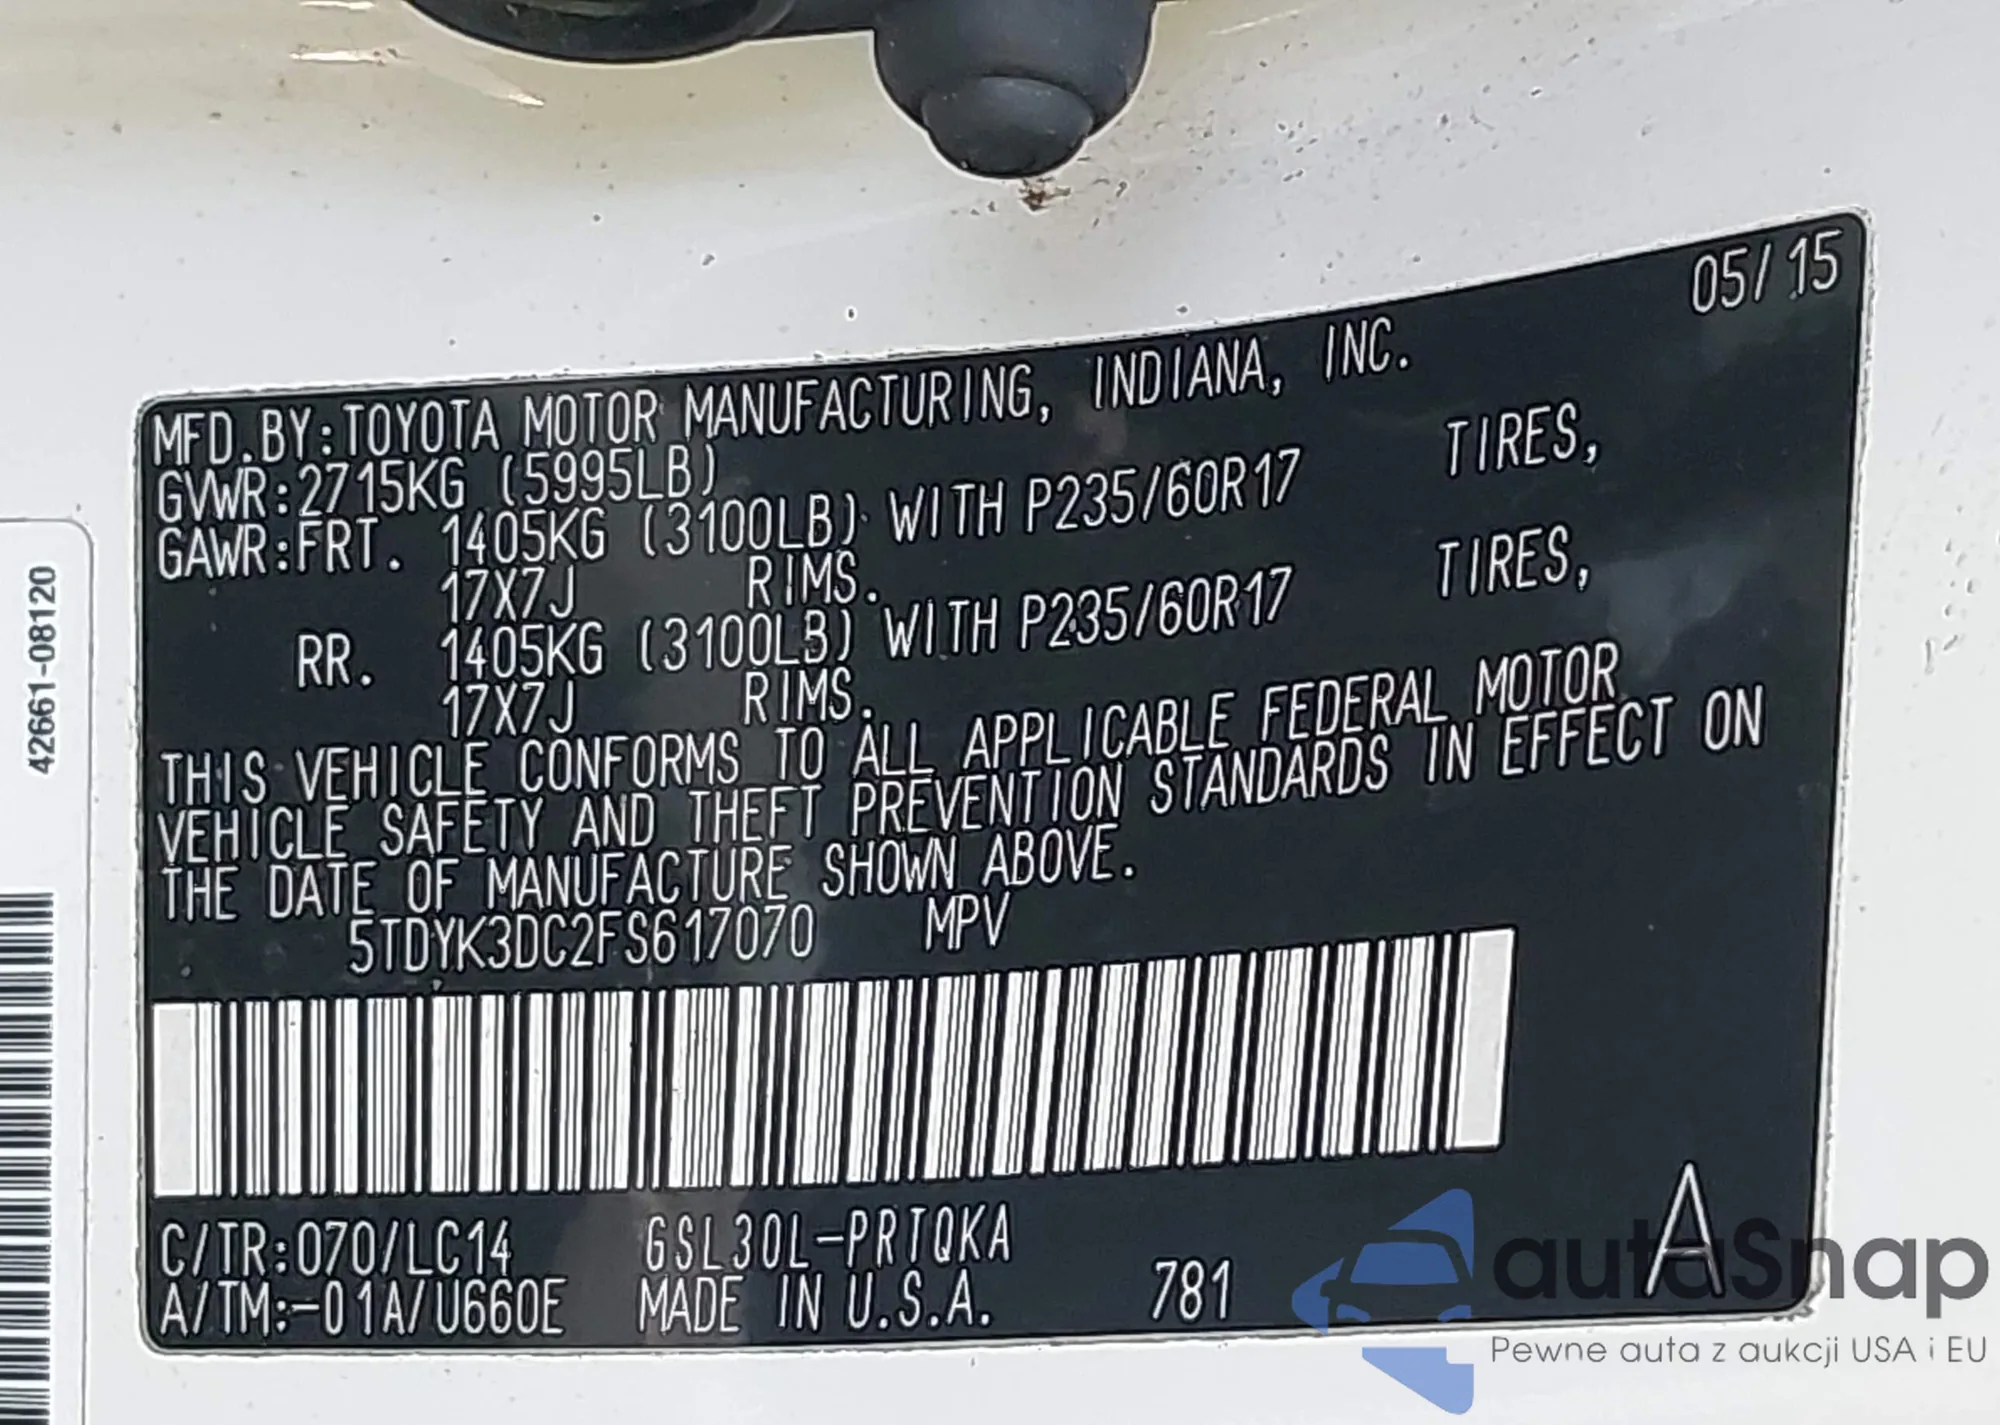 05/15
MFD.BY:TOYOTA MOTOR MANUFACTURING, INDIANA, INC.
GVWR:2715KG (5995LB)
GAWR:FRT. 1405KG (3100LB) WITH P235/60R17 TIRES,
17X7J RIMS.
RR. 1405KG (3100LB) WITH P235/60R17 TIRES,
17X7J RIMS.
THIS VEHICLE CONFORMS TO ALL APPLICABLE FEDERAL MOTOR
VEHICLE SAFETY AND THEFT PREVENTION STANDARDS IN EFFECT ON
THE DATE OF MANUFACTURE SHOWN ABOVE.
5TDYK3DC2FS617070 MPV
C/TR:070/LC14 GSL30L-PRTQKA
A/TM:-01A/U660E MADE IN U.S.A. 781
A
42661-08120
autoSnap
Pewne auta z aukcji USA i EU